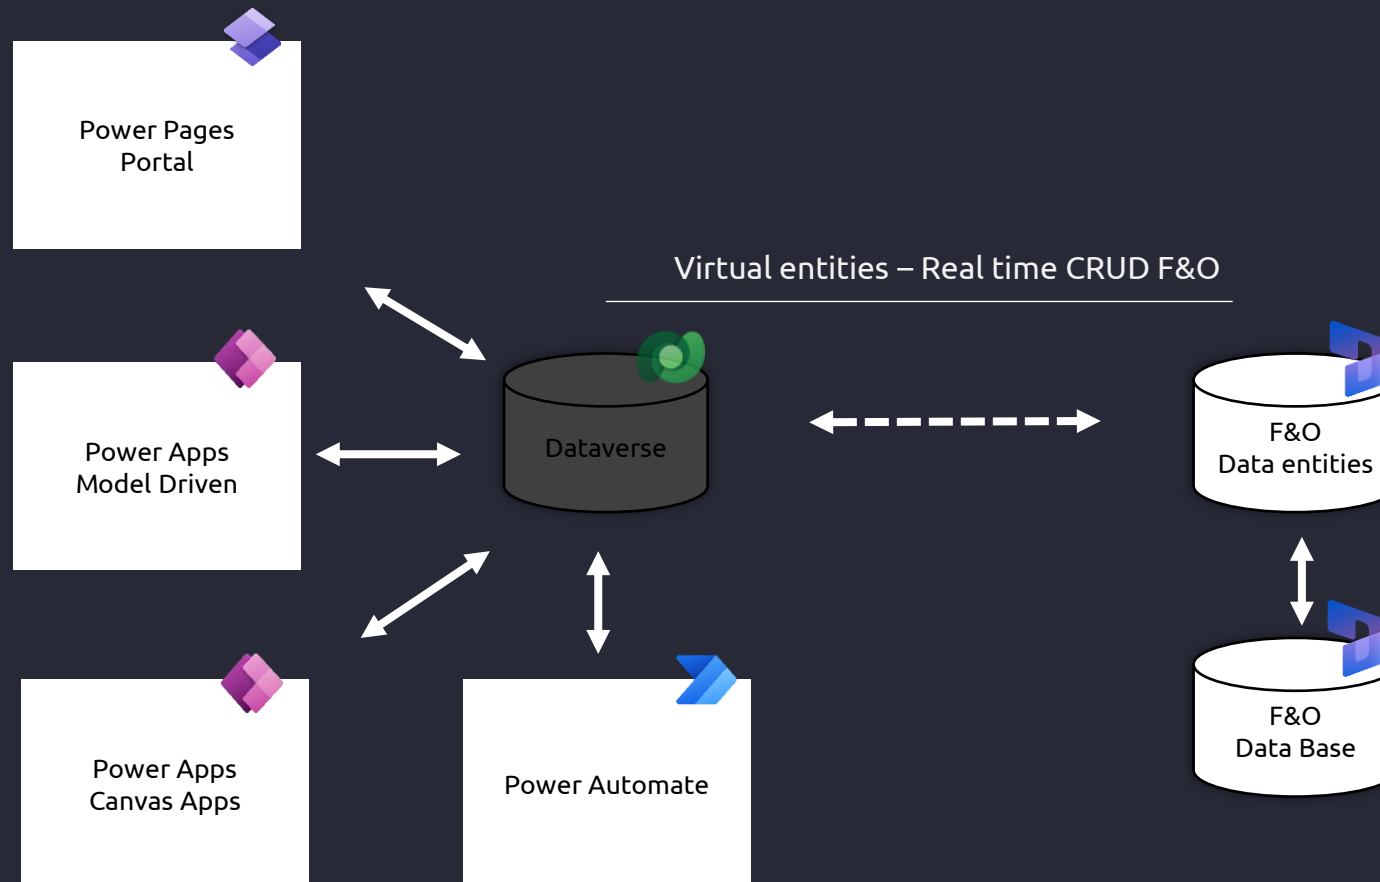 Power Pages
Portal
Virtual entities – Real time CRUD F&O
Power Apps
Model Driven
Dataverse
F&O
Data entities
F&O
Data Base
Power Apps
Canvas Apps
Power Automate